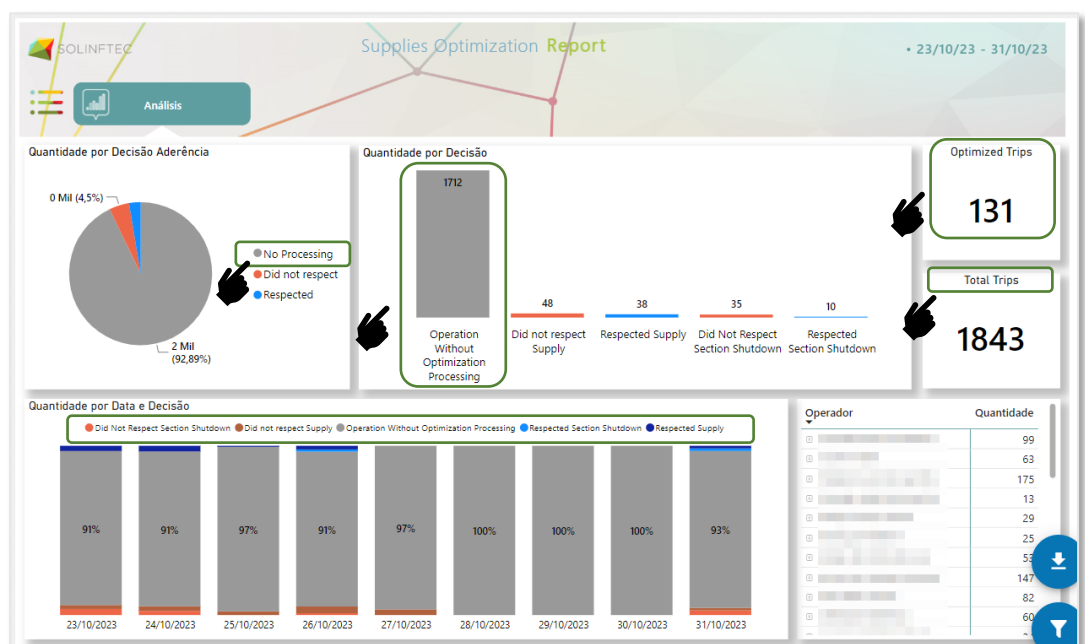 SOLINFTEC
Supplies Optimization Report
• 23/10/23 - 31/10/23
Análisis
Quantidade por Decisão Aderência
0 Mil (4,5%)
2 Mil
(92,89%)
No Processing
Did not respect
Respected
Quantidade por Decisão
1712
48
38
35
10
Operation
Without
Optimization
Processing
Did not respect
Supply
Respected Supply
Did Not Respect
Section Shutdown
Respected
Section Shutdown
Optimized Trips
131
Total Trips
1843
Quantidade por Data e Decisão
Did Not Respect Section Shutdown Did not respect Supply Operation Without Optimization Processing Respected Section Shutdown Respected Supply
91% 91% 97% 91% 97% 100% 100% 100% 93%
23/10/2023 24/10/2023 25/10/2023 26/10/2023 27/10/2023 28/10/2023 29/10/2023 30/10/2023 31/10/2023
Operador Quantidade
99
63
175
13
29
25
53
147
82
60